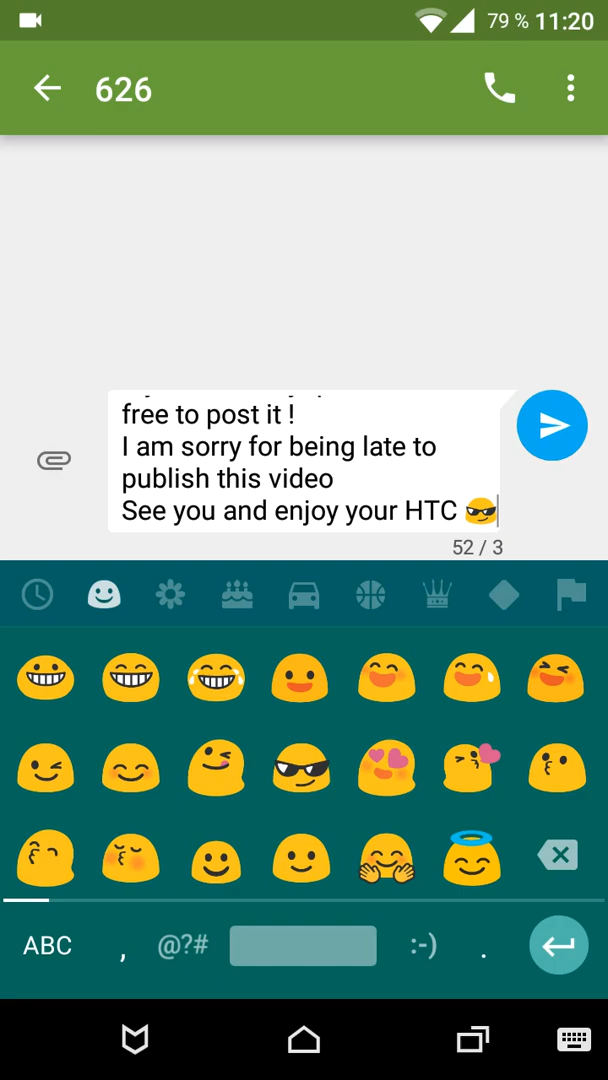 79 % 11:20
626
free to post it !
I am sorry for being late to
publish this video
See you and enjoy your HTC 😎
52 / 3
ABC , @?# :-) .